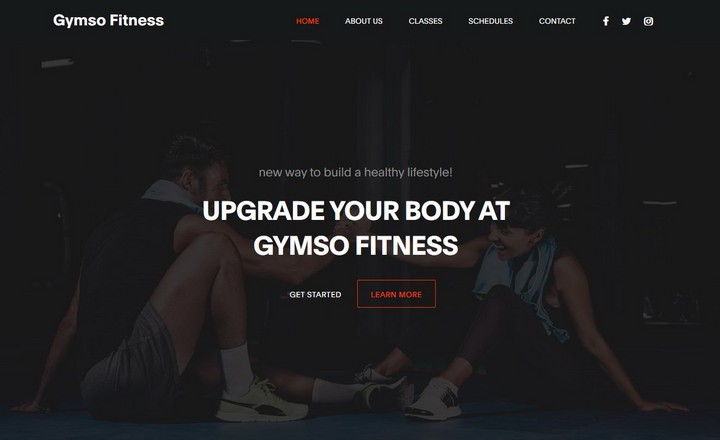 Gymso Fitness
HOME ABOUT US CLASSES SCHEDULES CONTACT
new way to build a healthy lifestyle!
UPGRADE YOUR BODY AT
GYMSO FITNESS
GET STARTED LEARN MORE